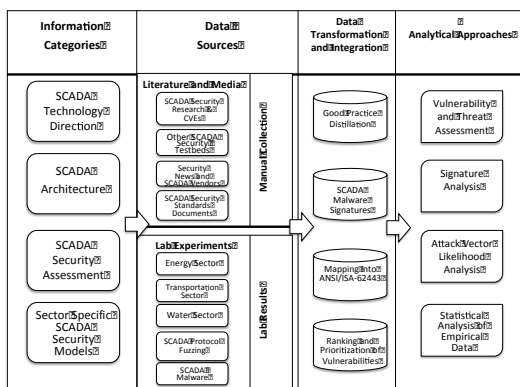 Information
Categories
Data
Sources
Data
Transformation
and Integration
Analytical Approaches
SCADA
Technology
Direction
SCADA
Architecture
SCADA
Security
Assessment
Sector Specific
SCADA
Security
Models
Literature and Media
SCADA Security
Research &
CVEs
Other SCADA
Security
Testbeds
Security
News and
SCADA Vendors
SCADA Security
Standards
Documents
Manual Collection
Lab Experiments
Energy Sector
Transportation
Sector
Water Sector
SCADA Protocol
Fuzzing
SCADA
Malware
Lab Results
Good Practice
Distillation
SCADA
Malware
Signatures
Mapping into
ANSI/ISA-62443
Ranking and
Prioritization of
Vulnerabilities
Vulnerability
and Threat
Assessment
Signature
Analysis
Attack Vector
Likelihood
Analysis
Statistical
Analysis of
Empirical
Data